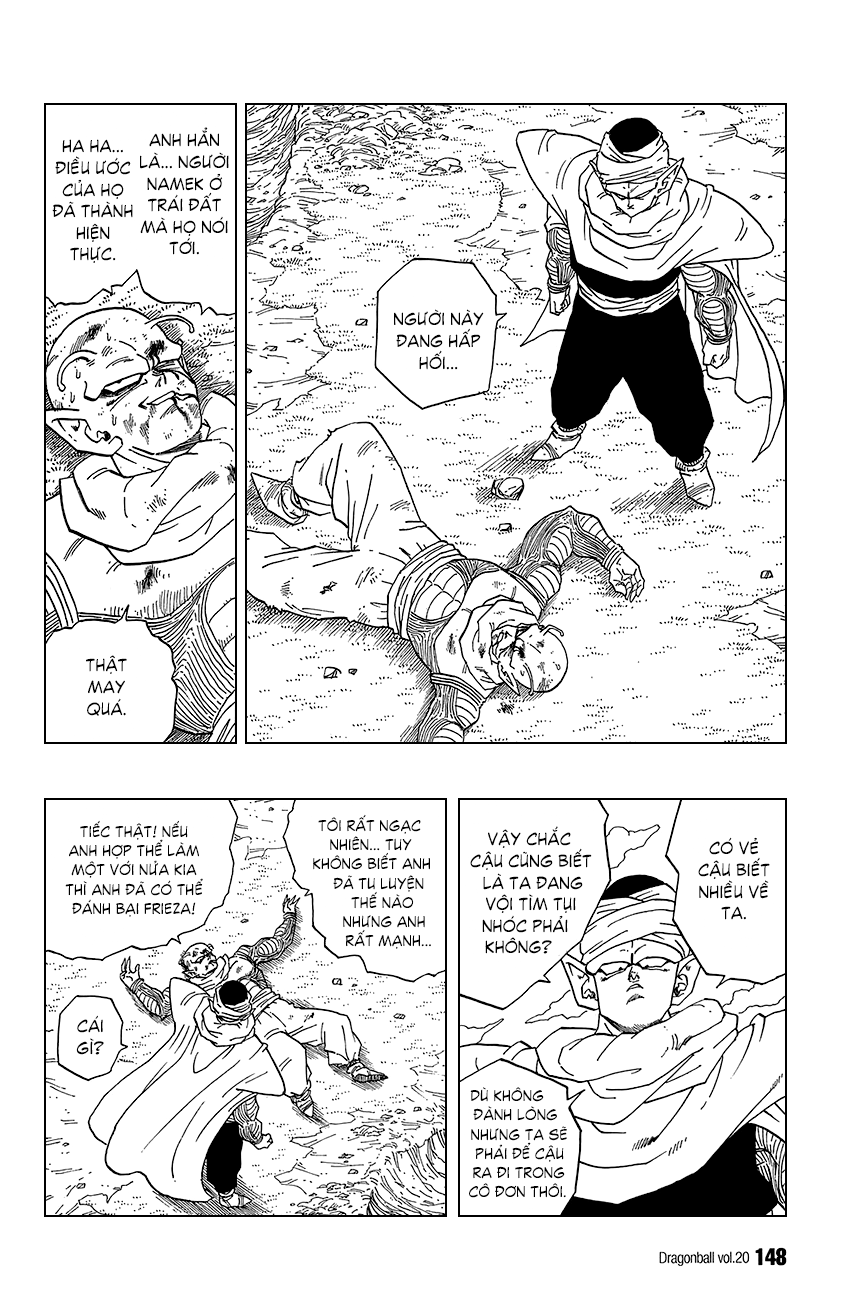 NGƯỜI NÀY
ĐANG HẤP
HỐI...
ANH HẲN
LÀ... NGƯỜI
NAMEK Ở
TRÁI ĐẤT
MÀ HỌ NÓI
TỚI.
HA HA...
ĐIỀU ƯỚC
CỦA HỌ
ĐÃ THÀNH
HIỆN
THỰC.
THẬT
MAY
QUÁ.
CÓ VẺ
CẬU BIẾT
NHIỀU VỀ
TA.
VẬY CHẮC
CẬU CŨNG BIẾT
LÀ TA ĐANG
VỘI TÌM TỤI
NHÓC PHẢI
KHÔNG?
DÙ KHÔNG
ĐÀNH LÒNG
NHƯNG TA SẼ
PHẢI ĐỂ CẬU
RA ĐI TRONG
CÔ ĐƠN THÔI.
TÔI RẤT NGẠC
NHIÊN... TUY
KHÔNG BIẾT ANH
ĐÃ TU LUYỆN
THẾ NÀO
NHƯNG ANH
RẤT MẠNH...
TIẾC THẬT! NẾU
ANH HỢP THỂ LÀM
MỘT VỚI NỬA KIA
THÌ ANH ĐÃ CÓ THỂ
ĐÁNH BẠI FRIEZA!
CÁI
GÌ?
Dragonball vol.20 148